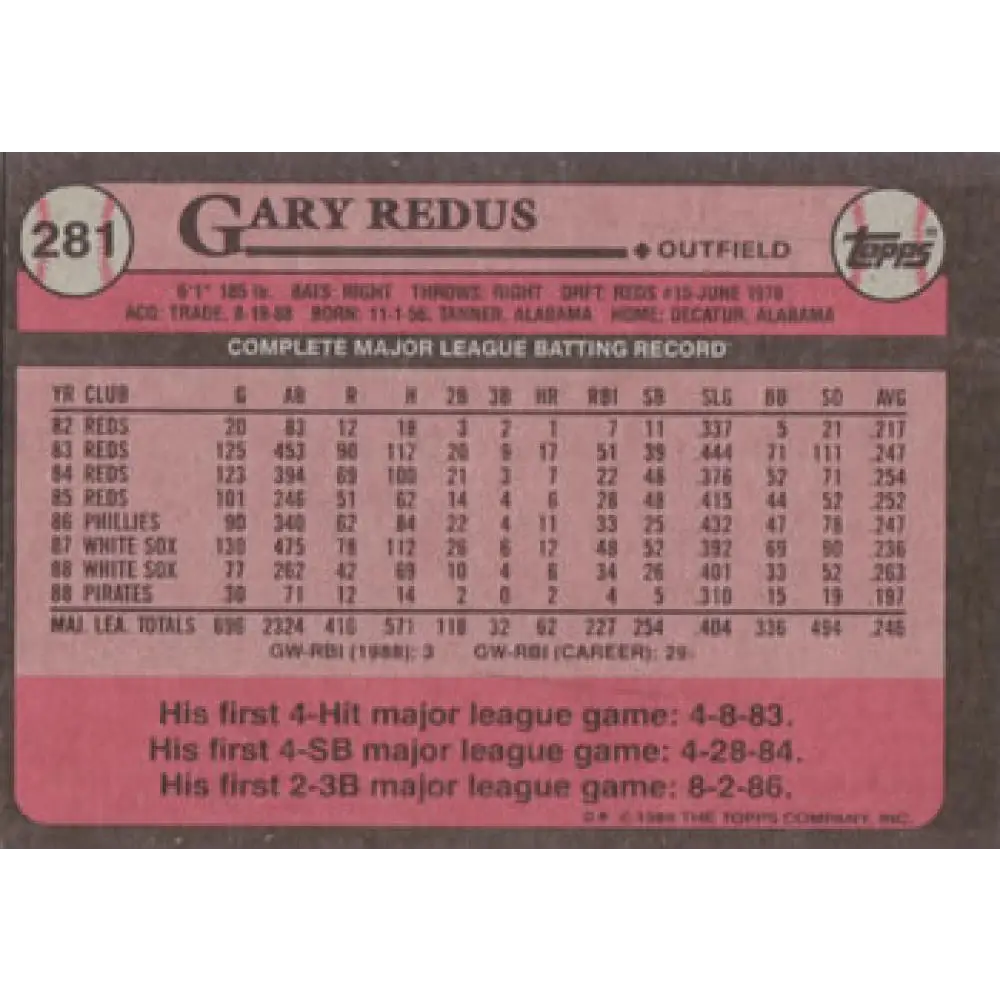 281
GARY REDUS
OUTFIELD
TOPPS®
6'1" 185 lb. BATS: RIGHT THROWS: RIGHT DRFT: REDS #15-JUNE 1978
ACQ: TRADE, 8-19-88 BORN: 11-1-56, TANNER, ALABAMA HOME: DECATUR, ALABAMA
COMPLETE MAJOR LEAGUE BATTING RECORD
YR CLUB G AB R H 2B 3B HR RBI SB SLG BB SO AVG
82 REDS 20 83 12 18 3 2 1 7 11 .337 5 21 .217
83 REDS 125 453 90 112 20 9 17 51 39 .444 71 111 .247
84 REDS 123 394 69 100 21 3 7 22 48 .376 52 71 .254
85 REDS 101 246 51 62 14 4 6 28 48 .415 44 52 .252
86 PHILLIES 90 340 62 84 22 4 11 33 25 .432 47 78 .247
87 WHITE SOX 130 475 78 112 26 6 12 48 52 .392 69 90 .236
88 WHITE SOX 77 262 42 69 10 4 6 34 26 .401 33 52 .263
88 PIRATES 30 71 12 14 2 0 2 4 5 .310 15 19 .197
MAJ. LEA. TOTALS 696 2324 416 571 118 32 62 227 254 .404 336 494 .246
GW-RBI (1988): 3 GW-RBI (CAREER): 29
His first 4-Hit major league game: 4-8-83.
His first 4-SB major league game: 4-28-84.
His first 2-3B major league game: 8-2-86.
© 1989 THE TOPPS COMPANY, INC.